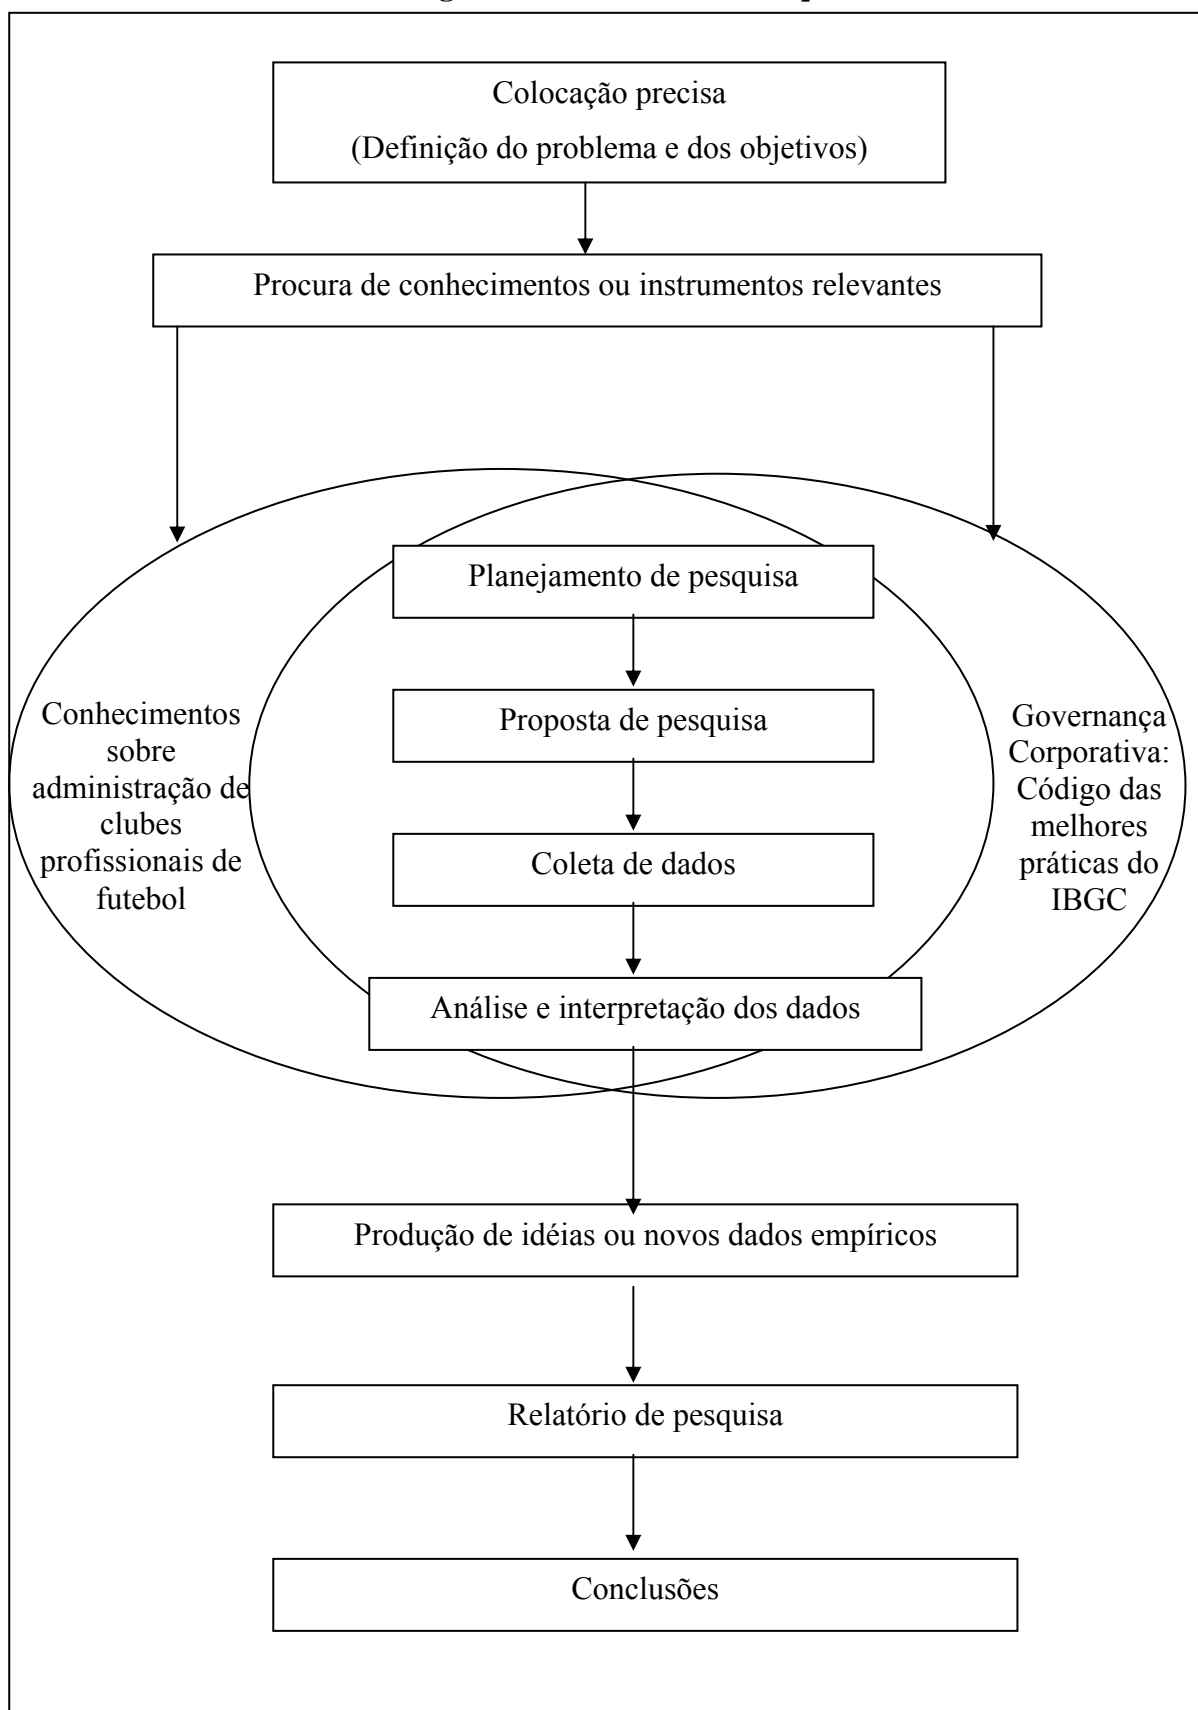 Colocação precisa
(Definição do problema e dos objetivos)
Procura de conhecimentos ou instrumentos relevantes
Planejamento de pesquisa
Proposta de pesquisa
Coleta de dados
Análise e interpretação dos dados
Conhecimentos
sobre
administração de
clubes
profissionais de
futebol
Governança
Corporativa:
Código das
melhores
práticas do
IBGC
Produção de idéias ou novos dados empíricos
Relatório de pesquisa
Conclusões